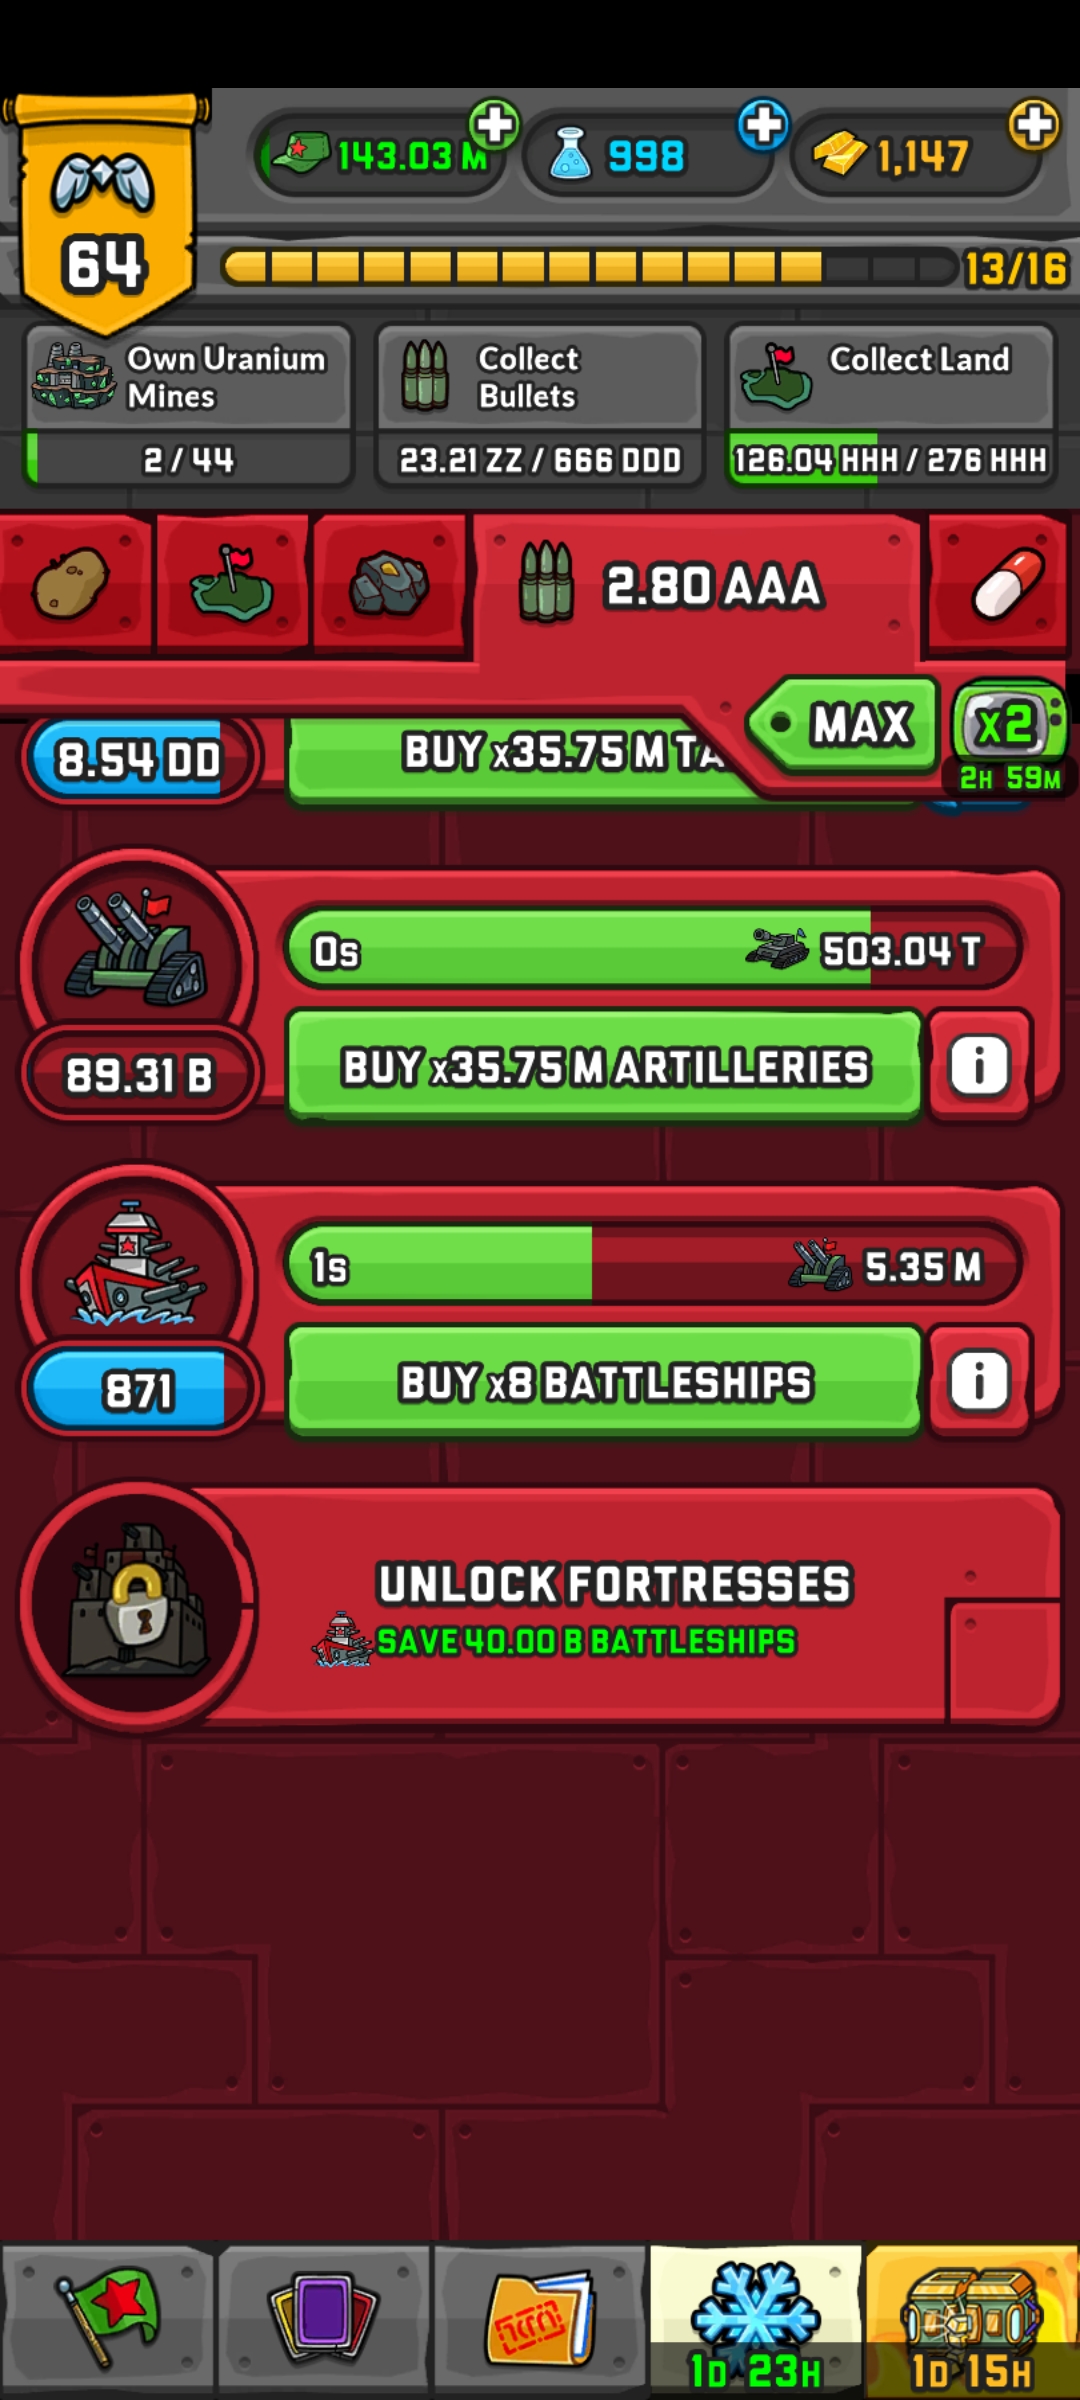 143.03 M
998
1,147
64
13/16
Own Uranium
Mines
2 / 44
Collect
Bullets
23.21 ZZ / 666 DDD
Collect Land
126.04 HHH / 276 HHH
2.80 AAA
MAX
x2
2H 59M
8.54 DD
BUY x35.75 M TA
0s
503.04 T
89.31 B
BUY x35.75 M ARTILLERIES
i
1s
5.35 M
871
BUY x8 BATTLESHIPS
i
UNLOCK FORTRESSES
SAVE 40.00 B BATTLESHIPS
1D 23H
1D 15H